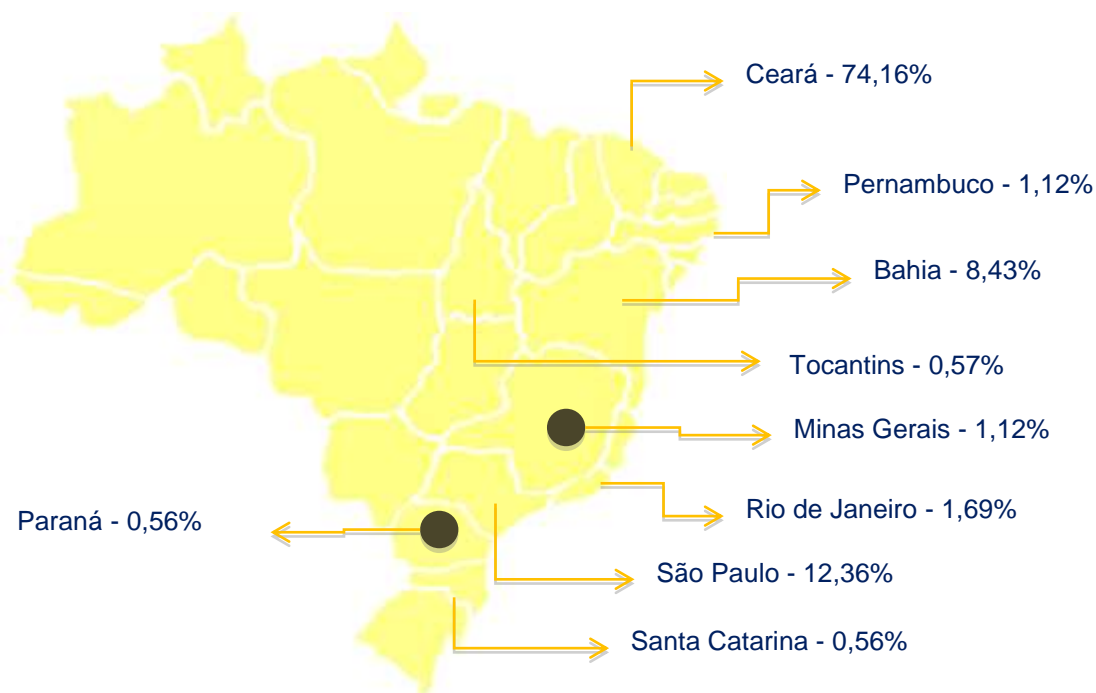 Ceará - 74,16%
Pernambuco - 1,12%
Bahia - 8,43%
Tocantins - 0,57%
Minas Gerais - 1,12%
Rio de Janeiro - 1,69%
Paraná - 0,56%
São Paulo - 12,36%
Santa Catarina - 0,56%